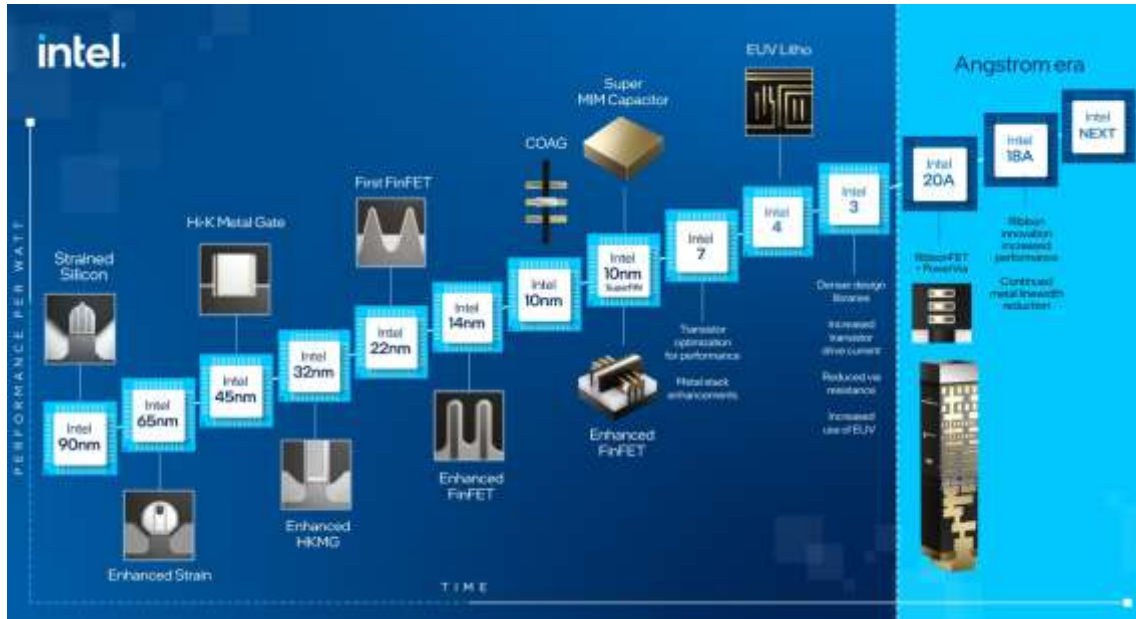 intel.
Angstrom era
PERFORMANCE PER WATT
TIME
Strained
Silicon
Intel
90nm
Intel
65nm
Enhanced Strain
Hi-K Metal Gate
Intel
45nm
Intel
32nm
Enhanced
HKMG
First FinFET
Intel
22nm
Intel
14nm
Enhanced
FinFET
COAG
Intel
10nm
Super
MIM Capacitor
Intel
10nm
SuperFin
Enhanced
FinFET
Intel
7
Transistor
optimization
for performance
Metal stack
enhancements
EUV Litho
Intel
4
Intel
3
Denser design
libraries
Increased
transistor
drive current
Reduced via
resistance
Increased
use of EUV
Intel
20A
RibbonFET
+ PowerVia
Intel
18A
Ribbon
innovation
increased
performance
Continued
metal linewidth
reduction
Intel
NEXT